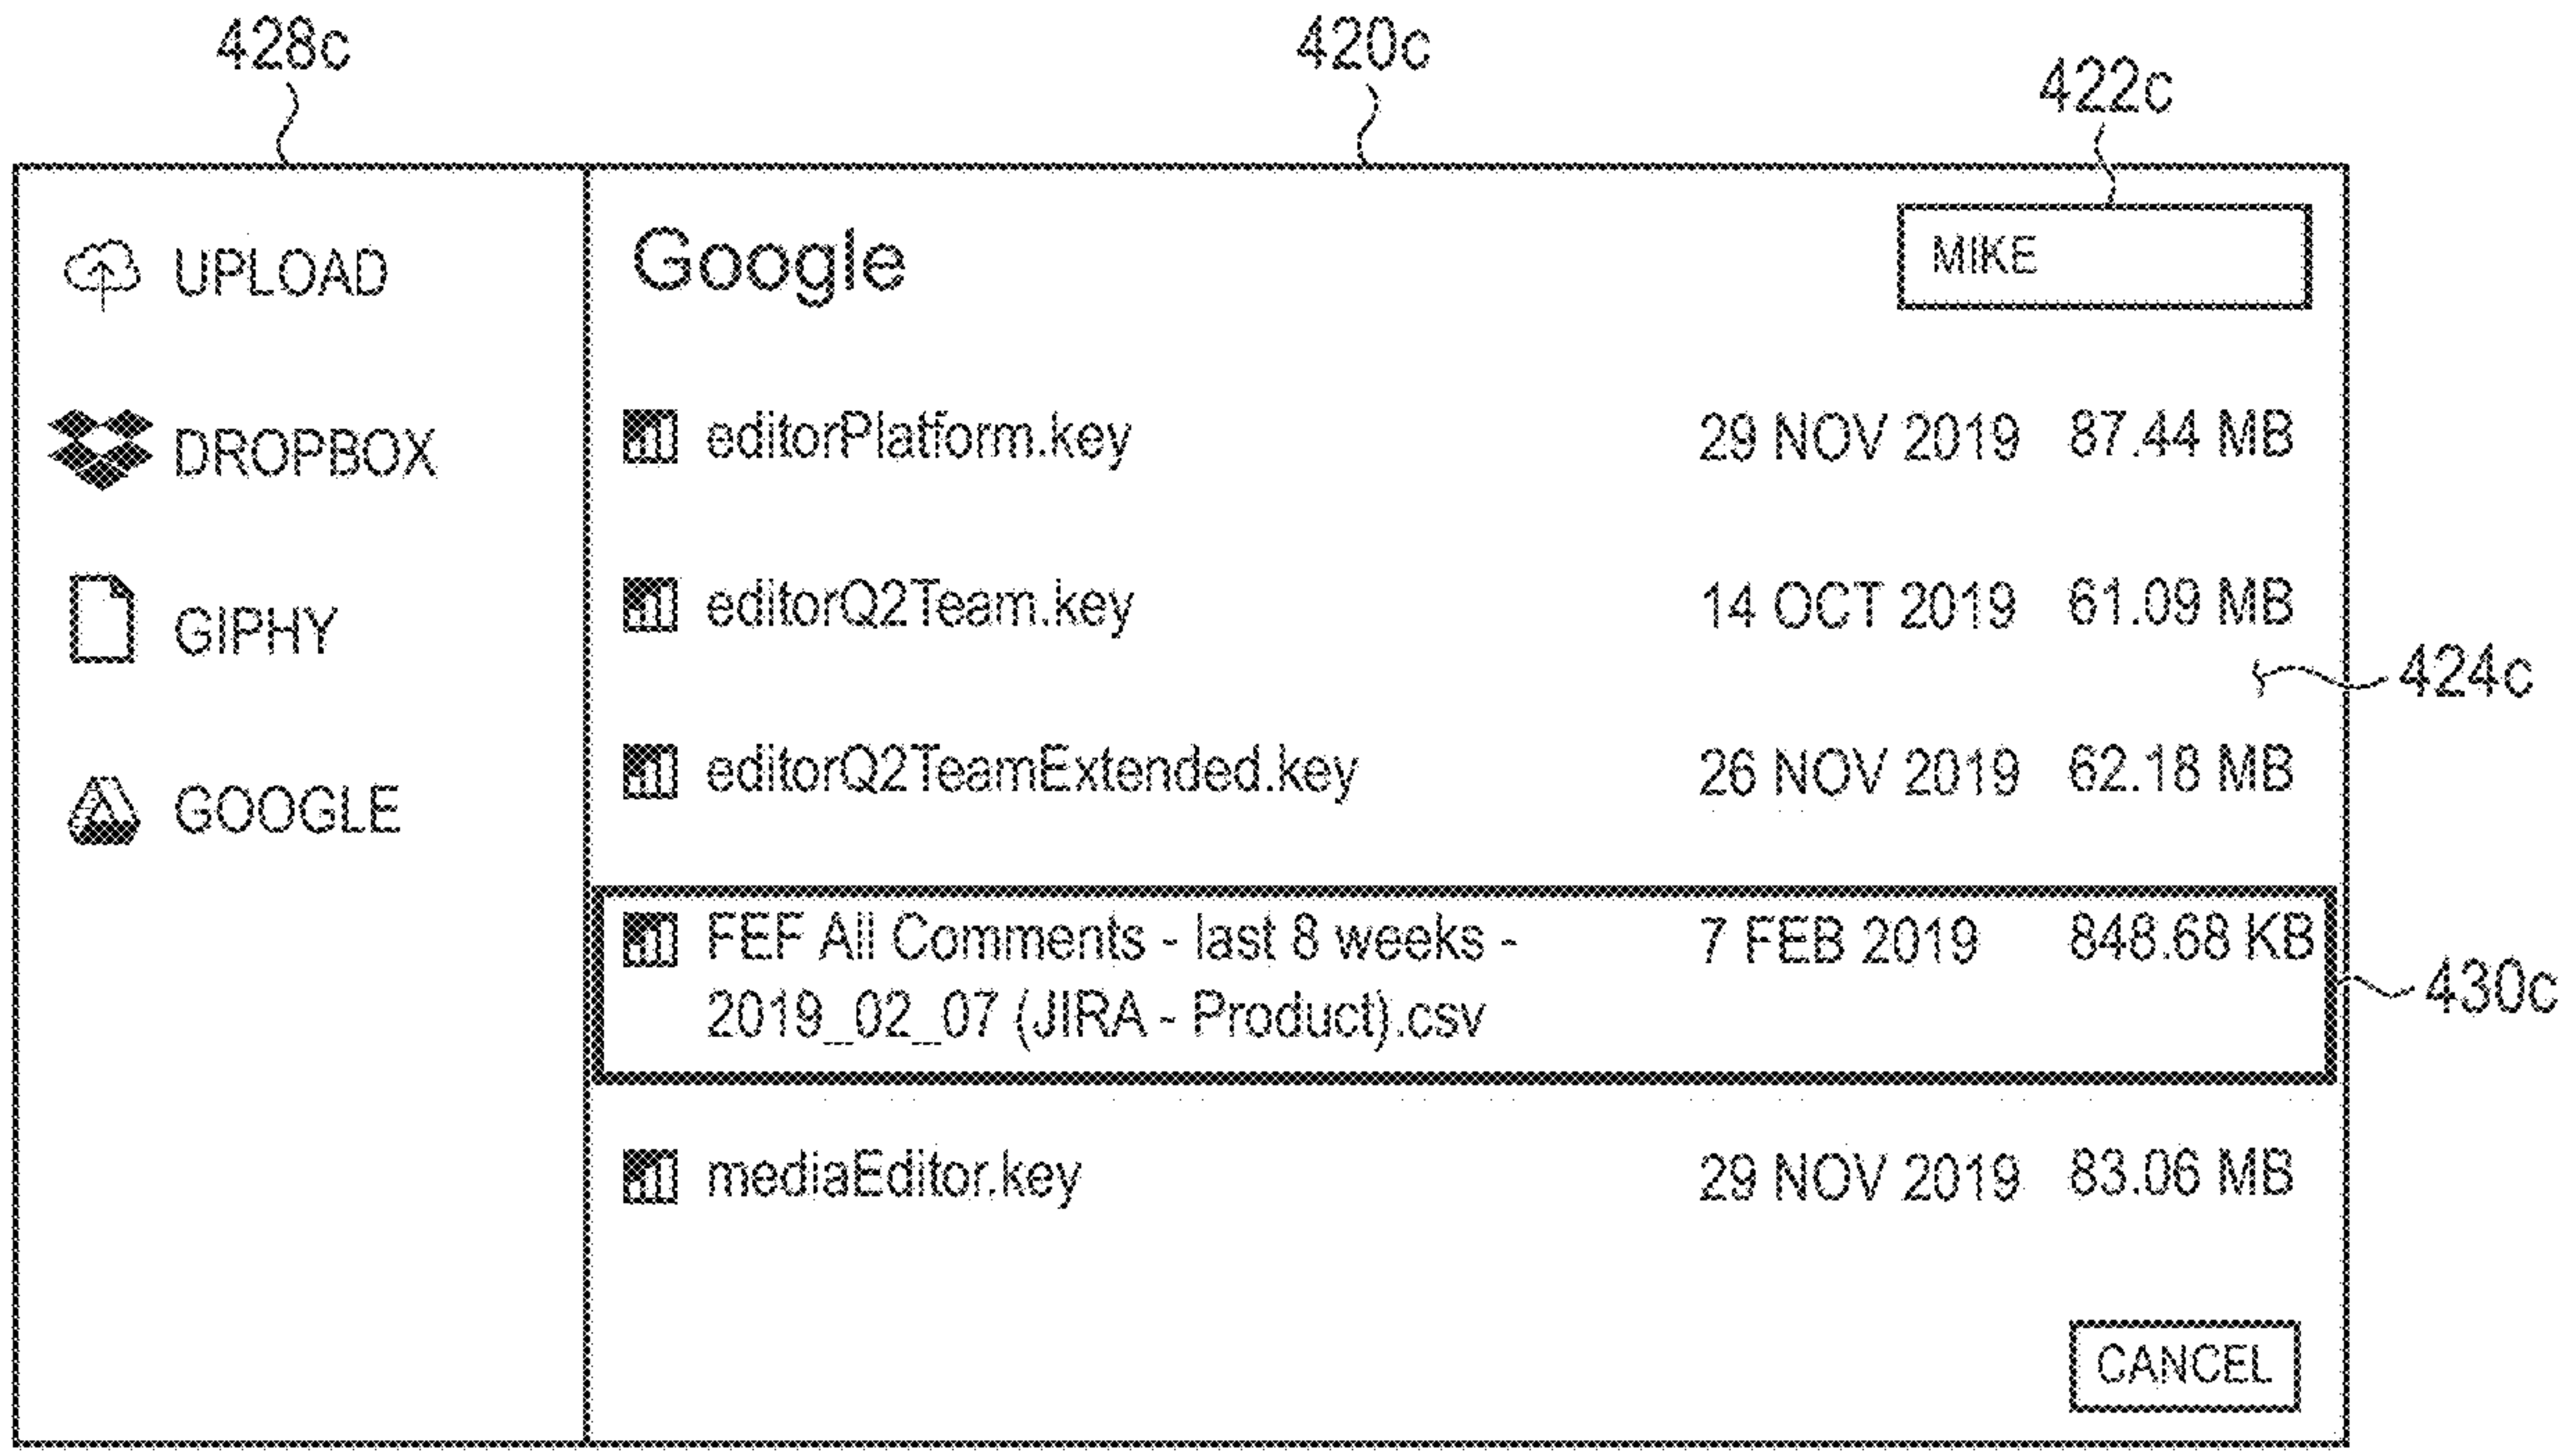 428c
420c
422c
UPLOAD
Google
MIKE
DROPBOX
editorPlatform.key 29 NOV 2019 87.44 MB
GIPHY
editorQ2Team.key 14 OCT 2019 61.09 MB
424c
GOOGLE
editorQ2TeamExtended.key 26 NOV 2019 62.18 MB
FEF All Comments - last 8 weeks - 7 FEB 2019 848.68 KB
2019_02_07 (JIRA - Product).csv
430c
mediaEditor.key 29 NOV 2019 83.06 MB
CANCEL